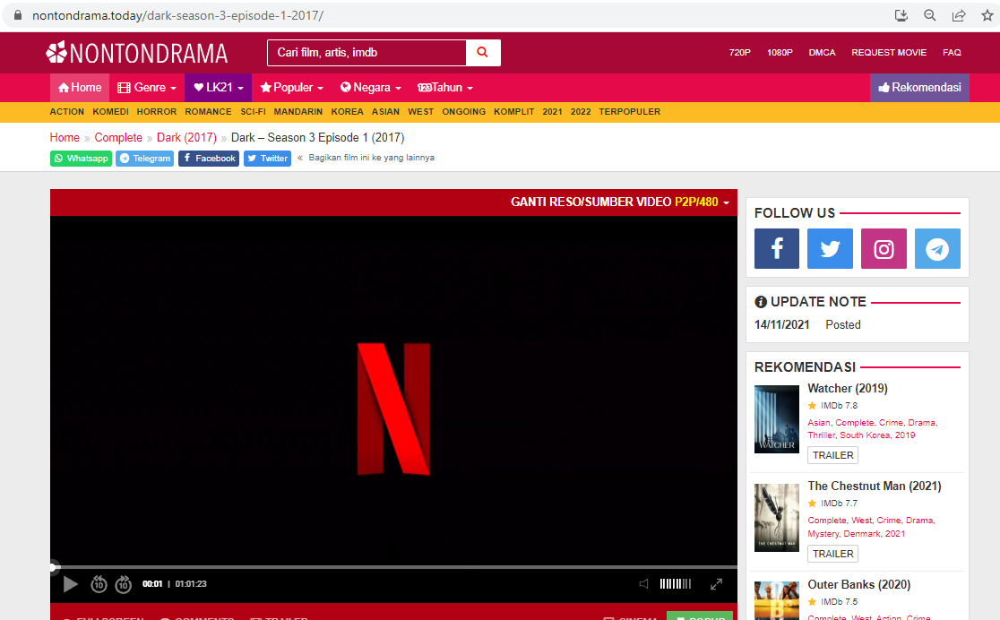 nontondrama.today/dark-season-3-episode-1-2017/
NONTONDRAMA
Cari film, artis, imdb
720P 1080P DMCA REQUEST MOVIE FAQ
Home Genre LK21 Populer Negara 123 Tahun Rekomendasi
ACTION KOMEDI HORROR ROMANCE SCI-FI MANDARIN KOREA ASIAN WEST ONGOING KOMPLIT 2021 2022 TERPOPULER
Home » Complete » Dark (2017) » Dark – Season 3 Episode 1 (2017)
Whatsapp Telegram Facebook Twitter « Bagikan film ini ke yang lainnya
GANTI RESO/SUMBER VIDEO P2P/480
N
10 10 00:01 | 01:01:23
FULLSCREEN COMMENTS TRAILER CINEMA POPUP
FOLLOW US
UPDATE NOTE
14/11/2021 Posted
REKOMENDASI
Watcher (2019)
IMDb 7.8
Asian, Complete, Crime, Drama,
Thriller, South Korea, 2019
TRAILER
WATCHER
The Chestnut Man (2021)
IMDb 7.7
Complete, West, Crime, Drama,
Mystery, Denmark, 2021
TRAILER
THE CHESTNUT MAN
Outer Banks (2020)
IMDb 7.5
Complete, West, Action, Crime,